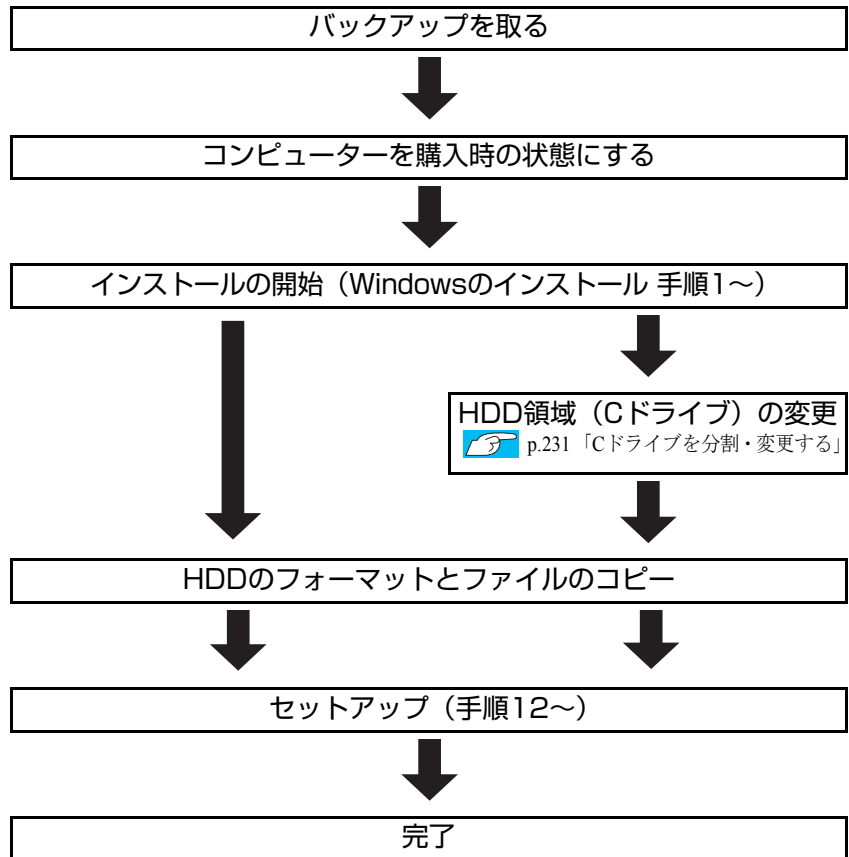 バックアップを取る
コンピューターを購入時の状態にする
インストールの開始（Windowsのインストール 手順1～）
HDD領域（Cドライブ）の変更
p.231「Cドライブを分割・変更する」
HDDのフォーマットとファイルのコピー
セットアップ（手順12～）
完了